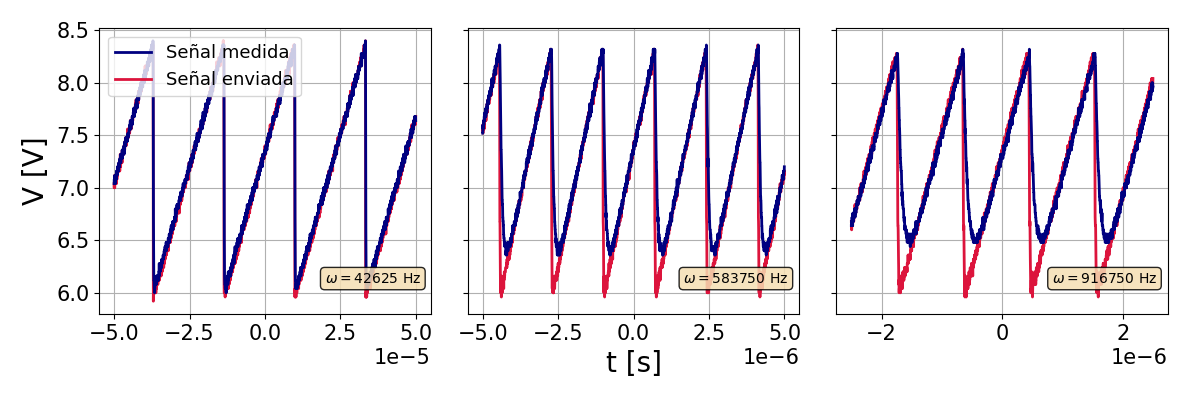 V [V]
8.5
8.0
7.5
7.0
6.5
6.0
Señal medida
Señal enviada
ω = 42625 Hz
−5.0 −2.5 0.0 2.5 5.0
1e−5
ω = 583750 Hz
−5.0 −2.5 0.0 2.5 5.0
1e−6
t [s]
ω = 916750 Hz
−2 0 2
1e−6